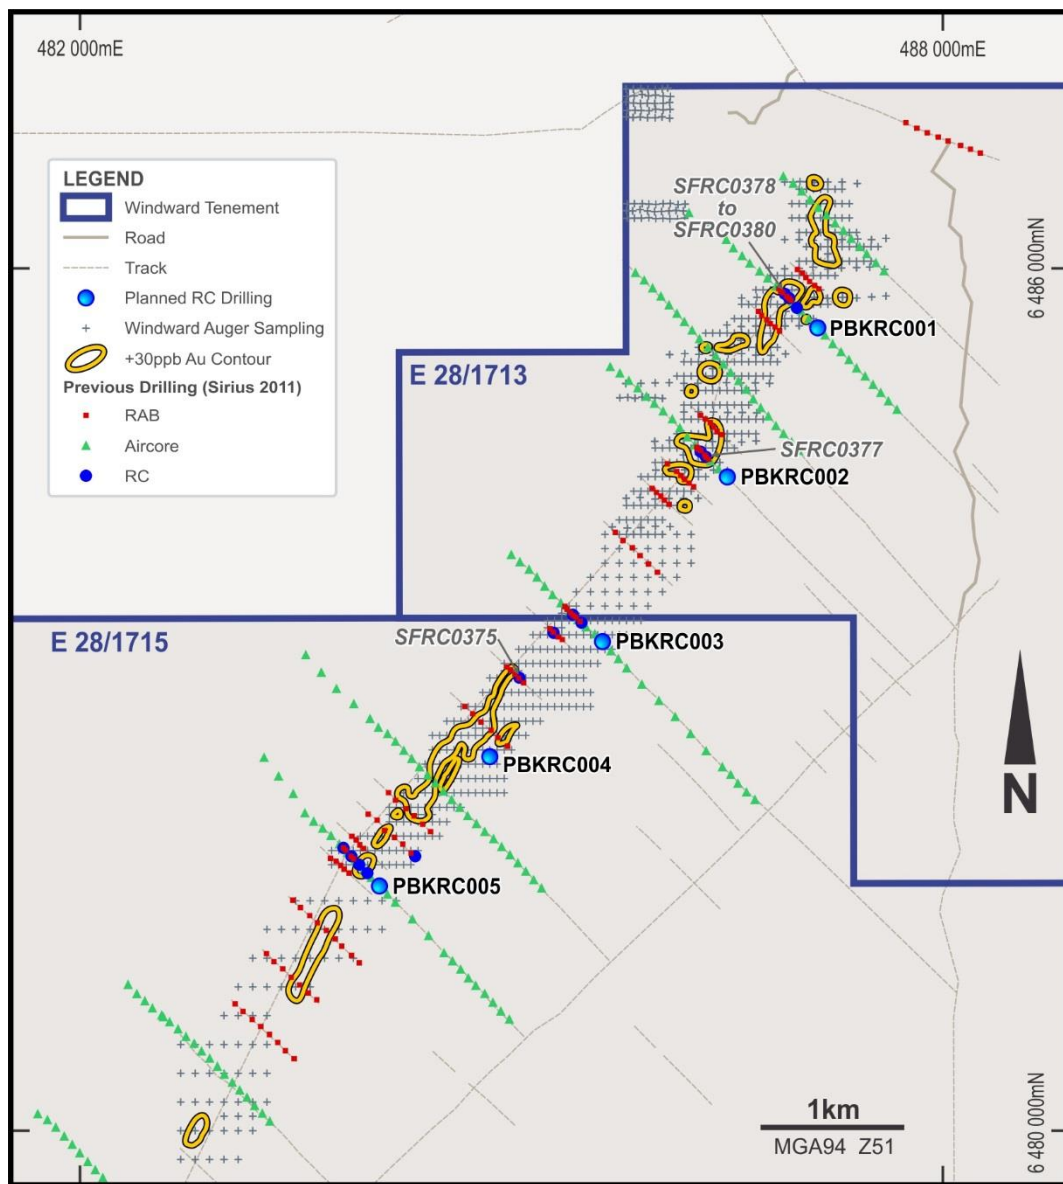 482 000mE
488 000mE
LEGEND
Windward Tenement
Road
Track
Planned RC Drilling
Windward Auger Sampling
+30ppb Au Contour
Previous Drilling (Sirius 2011)
RAB
Aircore
RC
SFRC0378
to
SFRC0380
6 486 000mN
PBKRC001
E 28/1713
SFRC0377
PBKRC002
E 28/1715
SFRC0375
PBKRC003
PBKRC004
N
PBKRC005
1km
MGA94 Z51
6 480 000mN